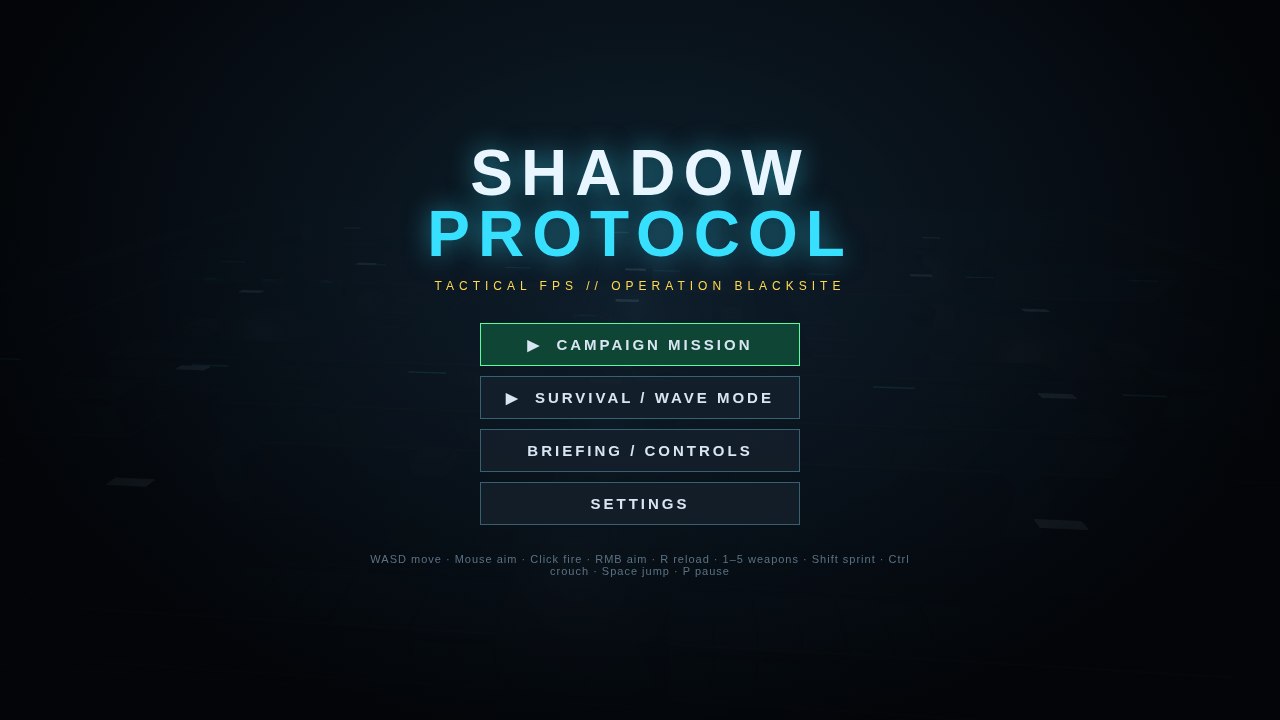 SHADOW
PROTOCOL
TACTICAL FPS // OPERATION BLACKSITE
▶ CAMPAIGN MISSION
▶ SURVIVAL / WAVE MODE
BRIEFING / CONTROLS
SETTINGS
WASD move · Mouse aim · Click fire · RMB aim · R reload · 1–5 weapons · Shift sprint · Ctrl
crouch · Space jump · P pause